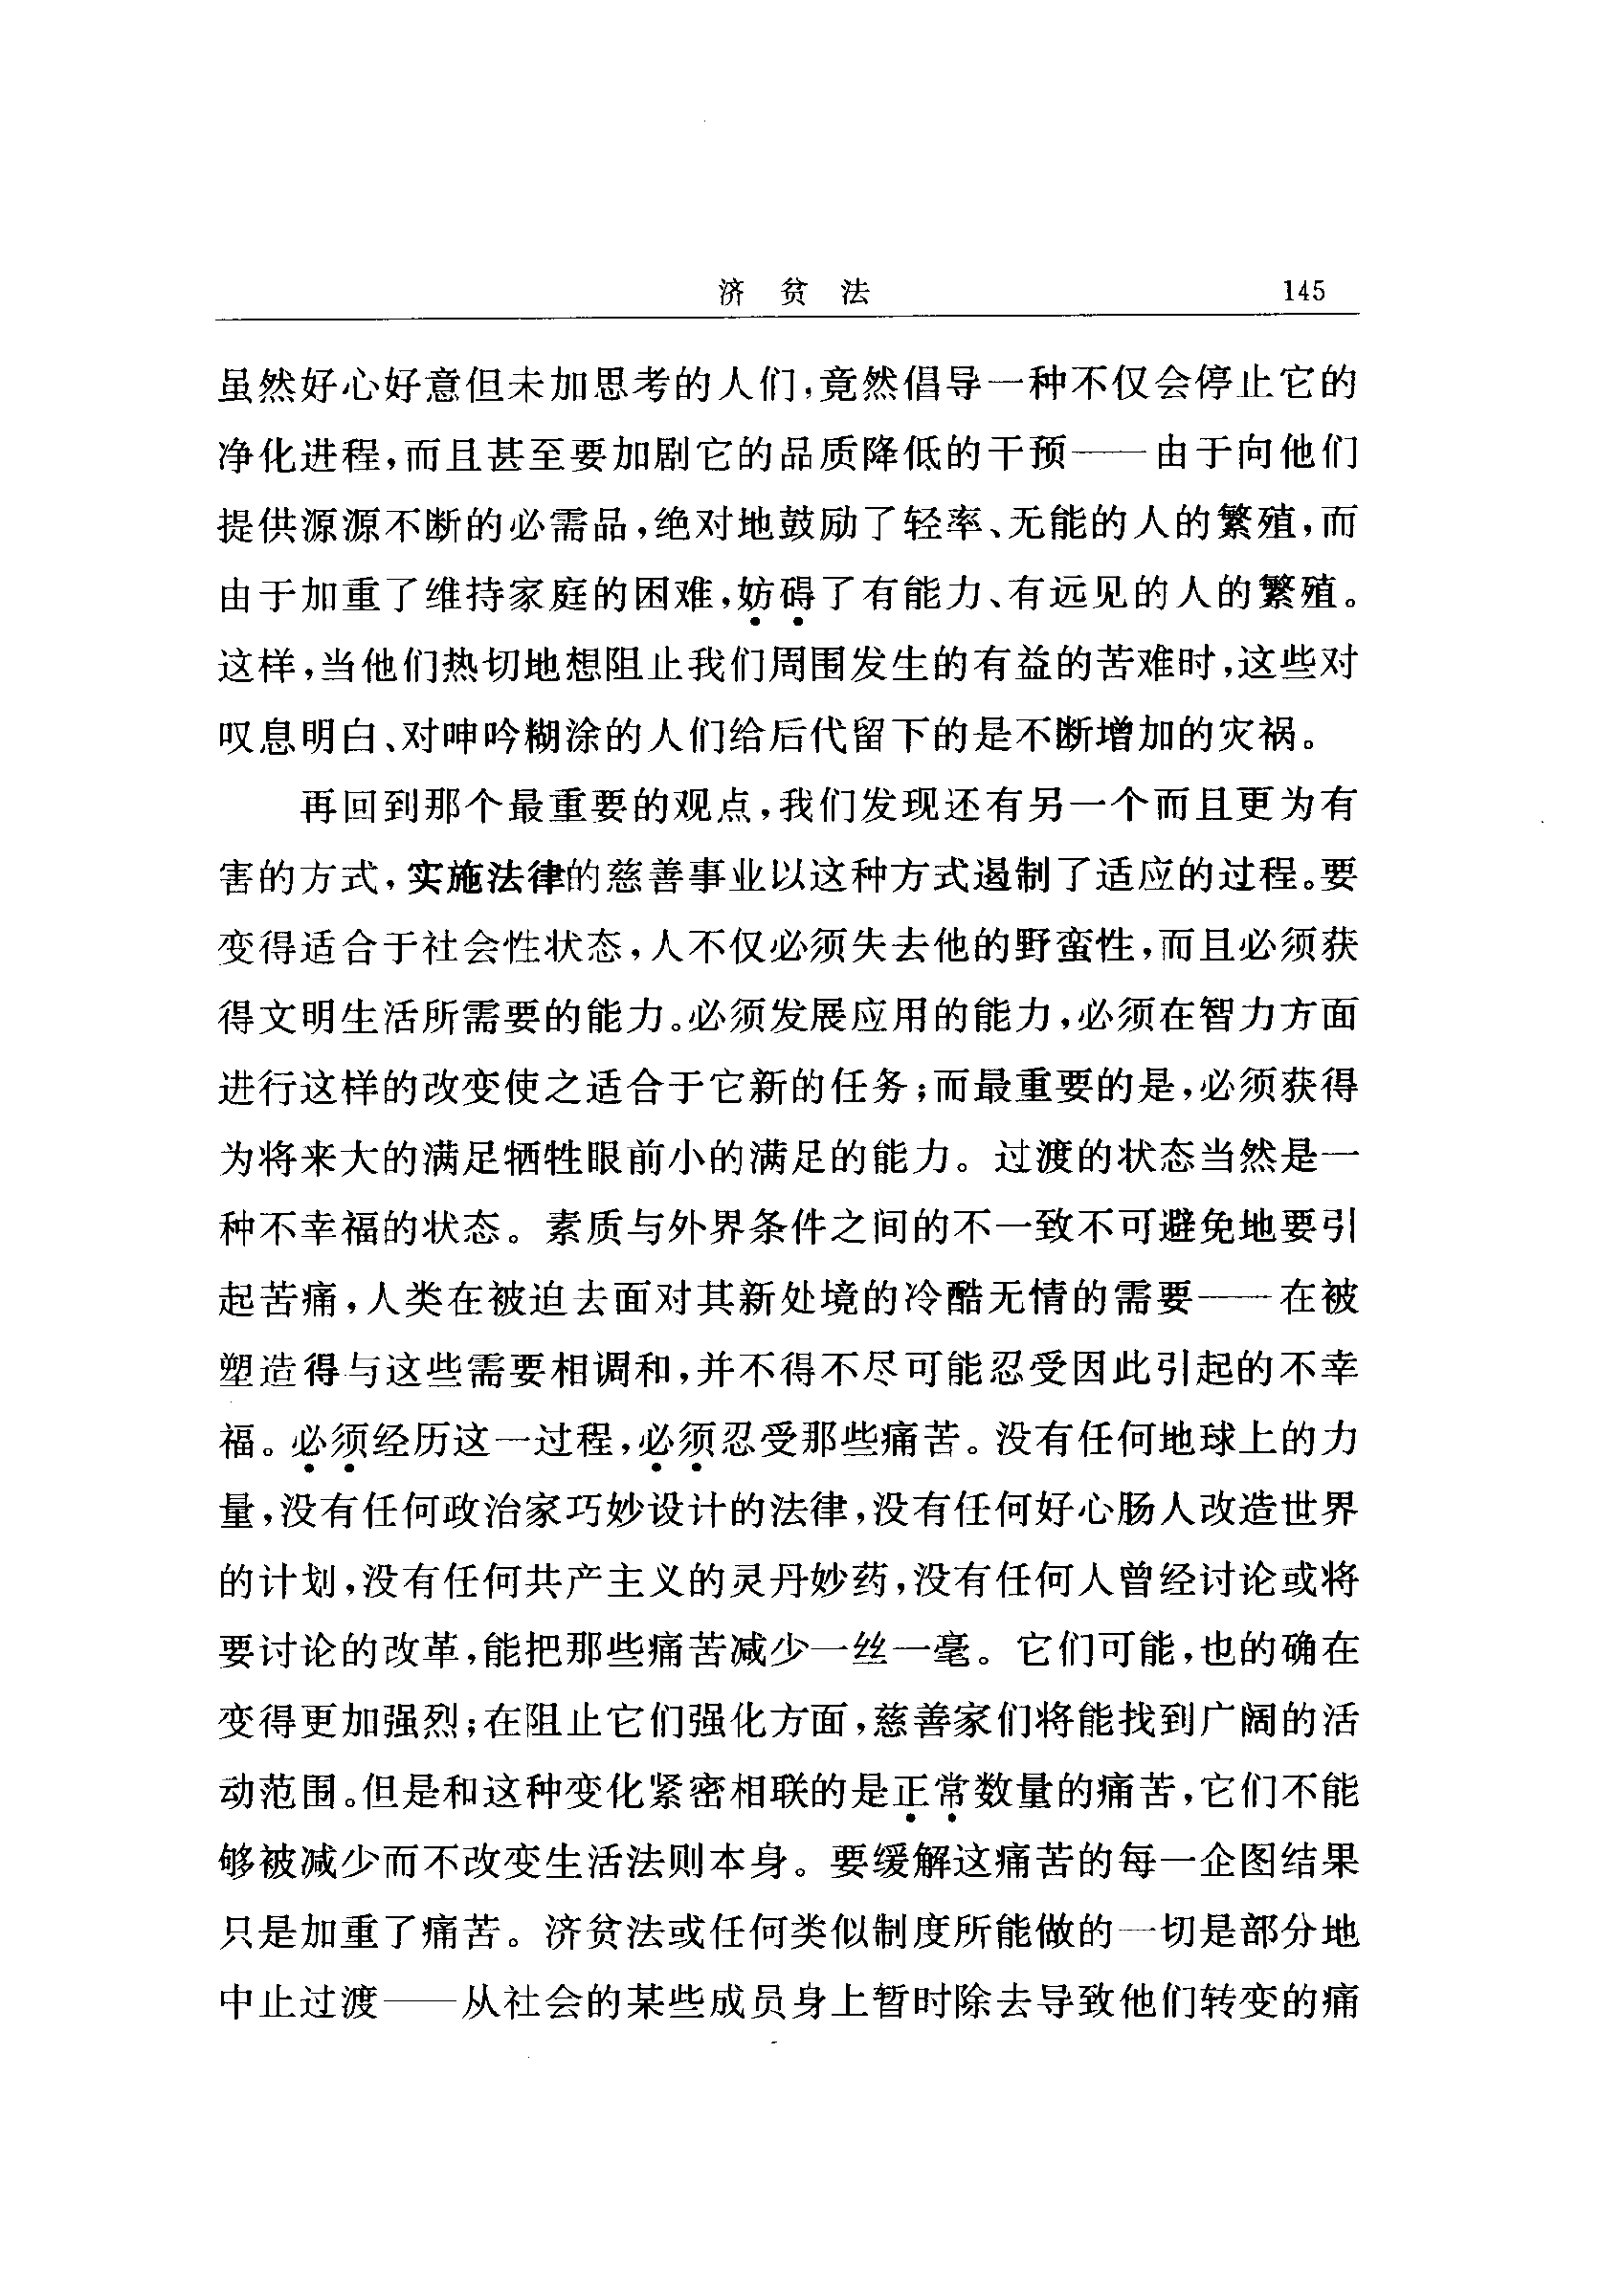 济贫法 145
虽然好心好意但未加思考的人们,竟然倡导一种不仅会停止它的
净化进程,而且甚至要加剧它的品质降低的干预——由于向他们
提供源源不断的必需品,绝对地鼓励了轻率、无能的人的繁殖,而
由于加重了维持家庭的困难,妨碍了有能力、有远见的人的繁殖。
这样,当他们热切地想阻止我们周围发生的有益的苦难时,这些对
叹息明白、对呻吟糊涂的人们给后代留下的是不断增加的灾祸。
再回到那个最重要的观点,我们发现还有另一个而且更为有
害的方式,实施法律的慈善事业以这种方式遏制了适应的过程。要
变得适合于社会性状态,人不仅必须失去他的野蛮性,而且必须获
得文明生活所需要的能力。必须发展应用的能力,必须在智力方面
进行这样的改变使之适合于它新的任务;而最重要的是,必须获得
为将来大的满足牺牲眼前小的满足的能力。过渡的状态当然是一
种不幸福的状态。素质与外界条件之间的不一致不可避免地要引
起苦痛,人类在被迫去面对其新处境的冷酷无情的需要——在被
塑造得与这些需要相调和,并不得不尽可能忍受因此引起的不幸
福。必须经历这一过程,必须忍受那些痛苦。没有任何地球上的力
量,没有任何政治家巧妙设计的法律,没有任何好心肠人改造世界
的计划,没有任何共产主义的灵丹妙药,没有任何人曾经讨论或将
要讨论的改革,能把那些痛苦减少一丝一毫。它们可能,也的确在
变得更加强烈;在阻止它们强化方面,慈善家们将能找到广阔的活
动范围。但是和这种变化紧密相联的是正常数量的痛苦,它们不能
够被减少而不改变生活法则本身。要缓解这痛苦的每一企图结果
只是加重了痛苦。济贫法或任何类似制度所能做的一切是部分地
中止过渡——从社会的某些成员身上暂时除去导致他们转变的痛